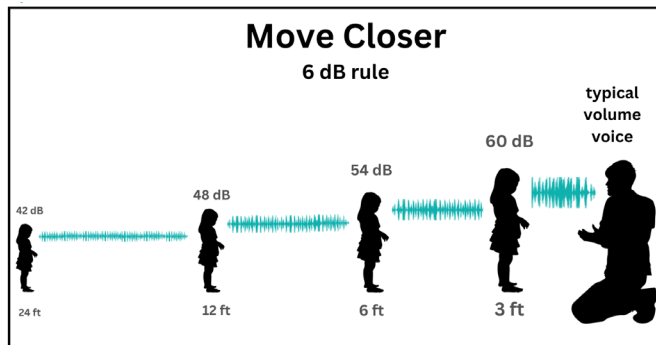 Move Closer
6 dB rule
typical
volume
voice
60 dB
54 dB
48 dB
42 dB
24 ft
12 ft
6 ft
3 ft